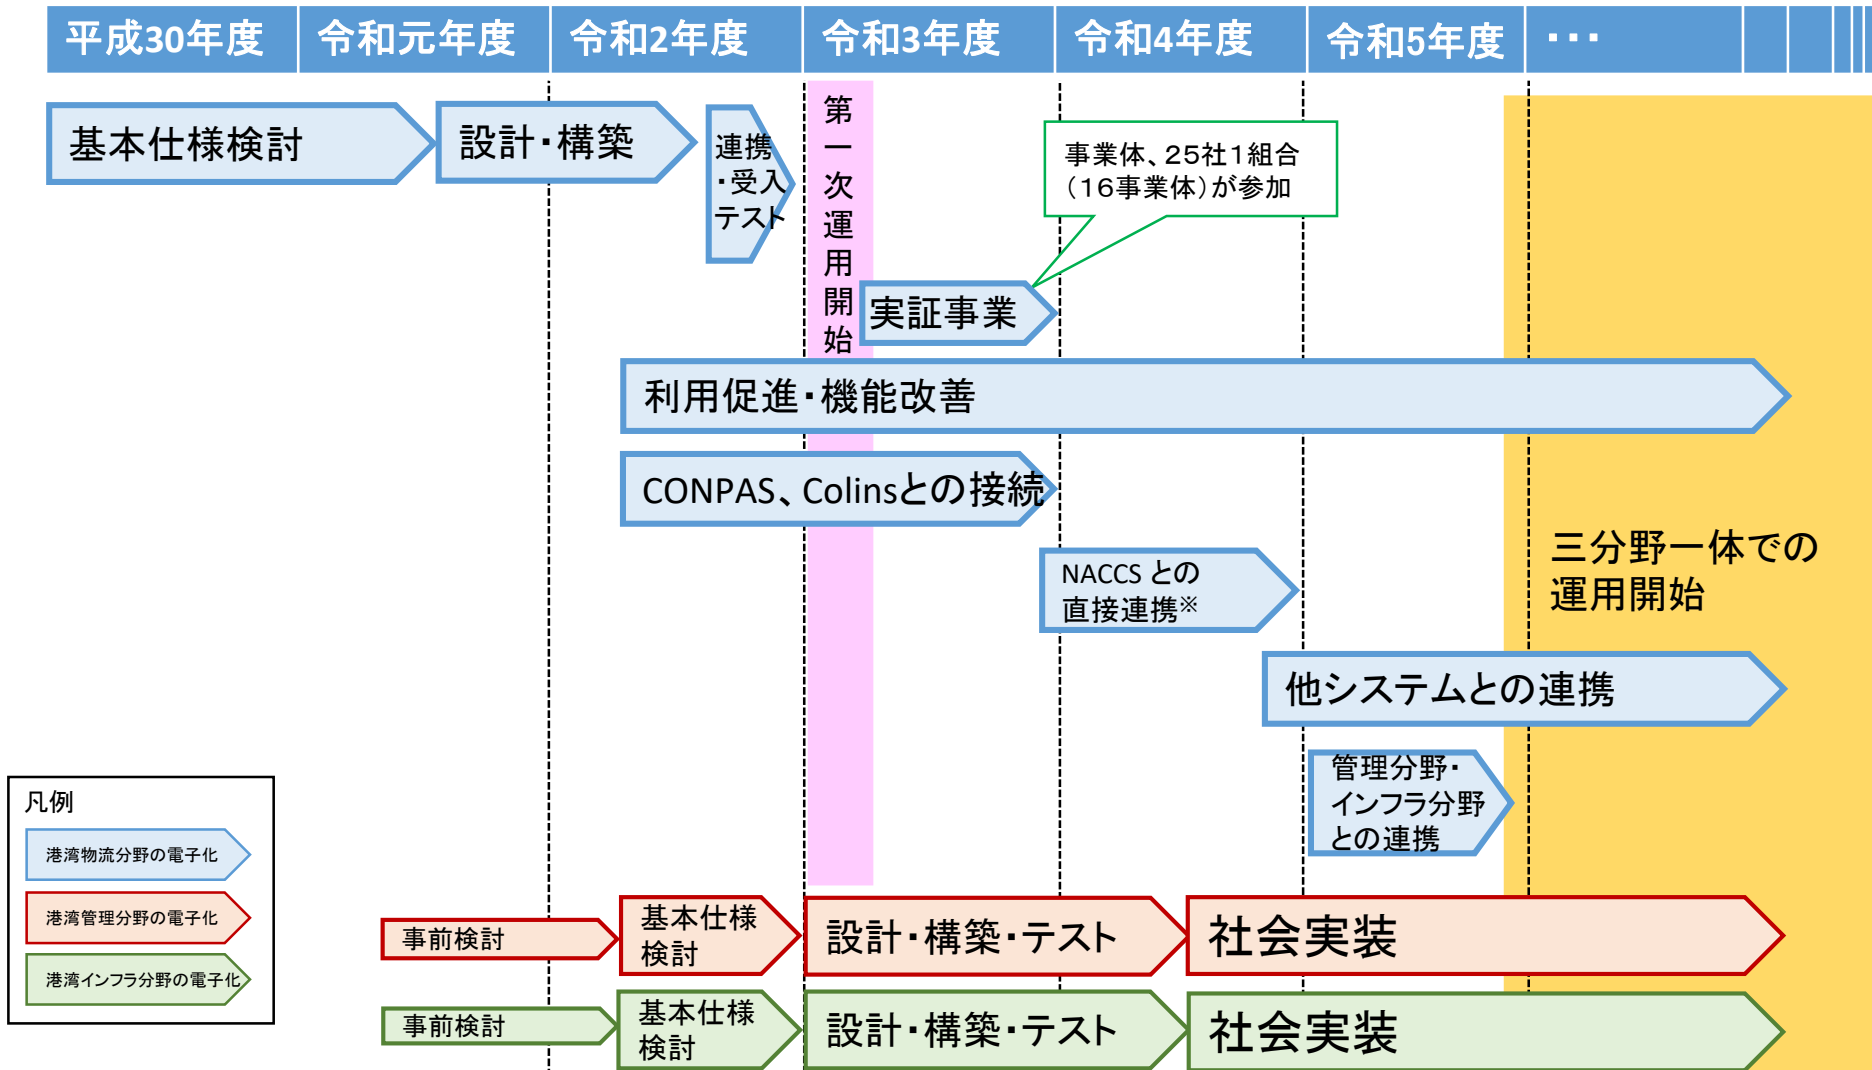 平成30年度
令和元年度
令和2年度
令和3年度
令和4年度
令和5年度
・・・
基本仕様検討
設計・構築
連携
・受入
テスト
第一次運用開始
事業体、25社1組合
(16事業体)が参加
実証事業
利用促進・機能改善
CONPAS、Colinsとの接続
NACCS との
直接連携※
三分野一体での
運用開始
他システムとの連携
管理分野・
インフラ分野
との連携
凡例
港湾物流分野の電子化
港湾管理分野の電子化
港湾インフラ分野の電子化
事前検討
基本仕様
検討
設計・構築・テスト
社会実装
事前検討
基本仕様
検討
設計・構築・テスト
社会実装